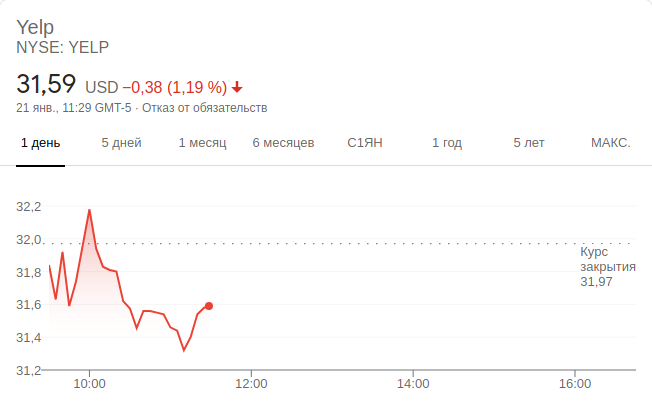 Yelp
NYSE: YELP
31,59 USD −0,38 (1,19 %)
21 янв., 11:29 GMT-5 · Отказ от обязательств
1 день 5 дней 1 месяц 6 месяцев С1ЯН 1 год 5 лет МАКС.
32,2
32,0
31,8
31,6
31,4
31,2
Курс
закрытия
31,97
10:00 12:00 14:00 16:00